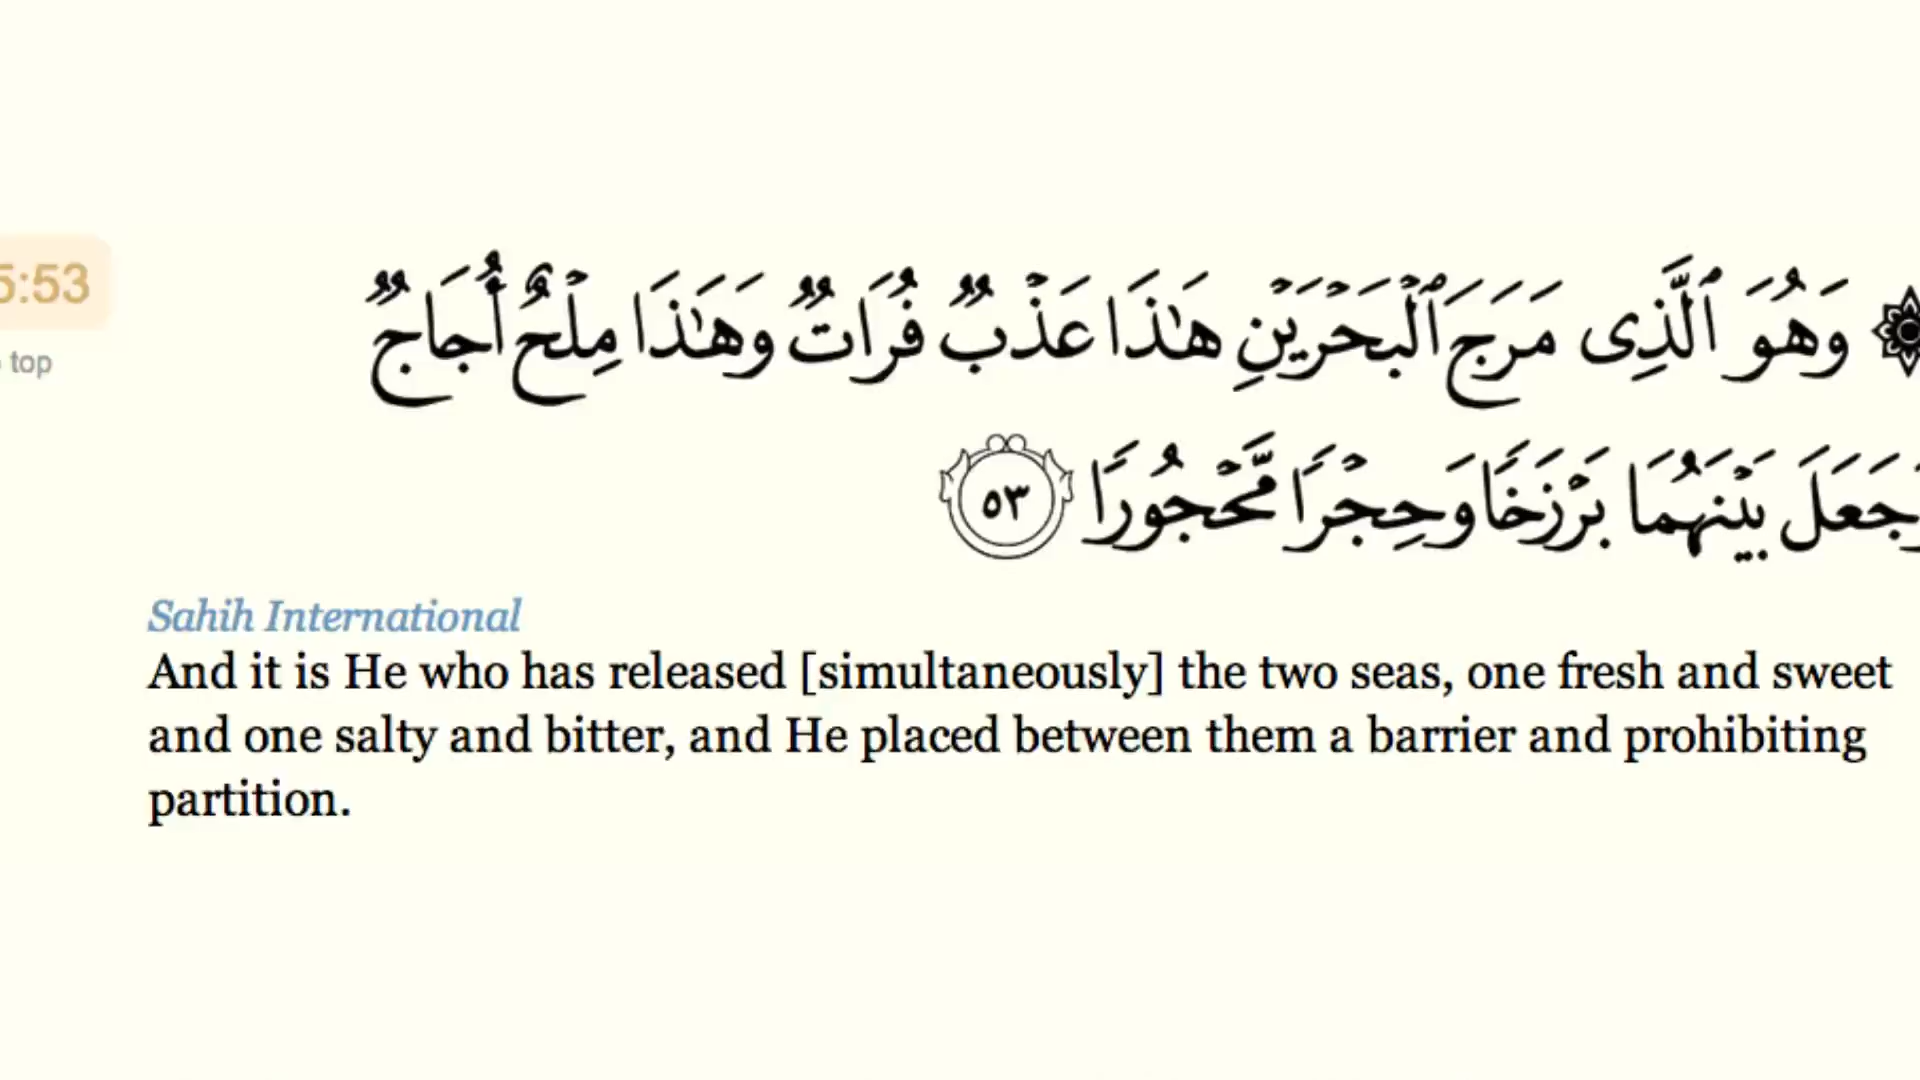 5:53
top
۞ وَهُوَ ٱلَّذِى مَرَجَ ٱلْبَحْرَيْنِ هَٰذَا عَذْبٌ فُرَاتٌ وَهَٰذَا مِلْحٌ أُجَاجٌ
وَجَعَلَ بَيْنَهُمَا بَرْزَخًا وَحِجْرًا مَّحْجُورًا ٥٣
Sahih International
And it is He who has released [simultaneously] the two seas, one fresh and sweet
and one salty and bitter, and He placed between them a barrier and prohibiting
partition.